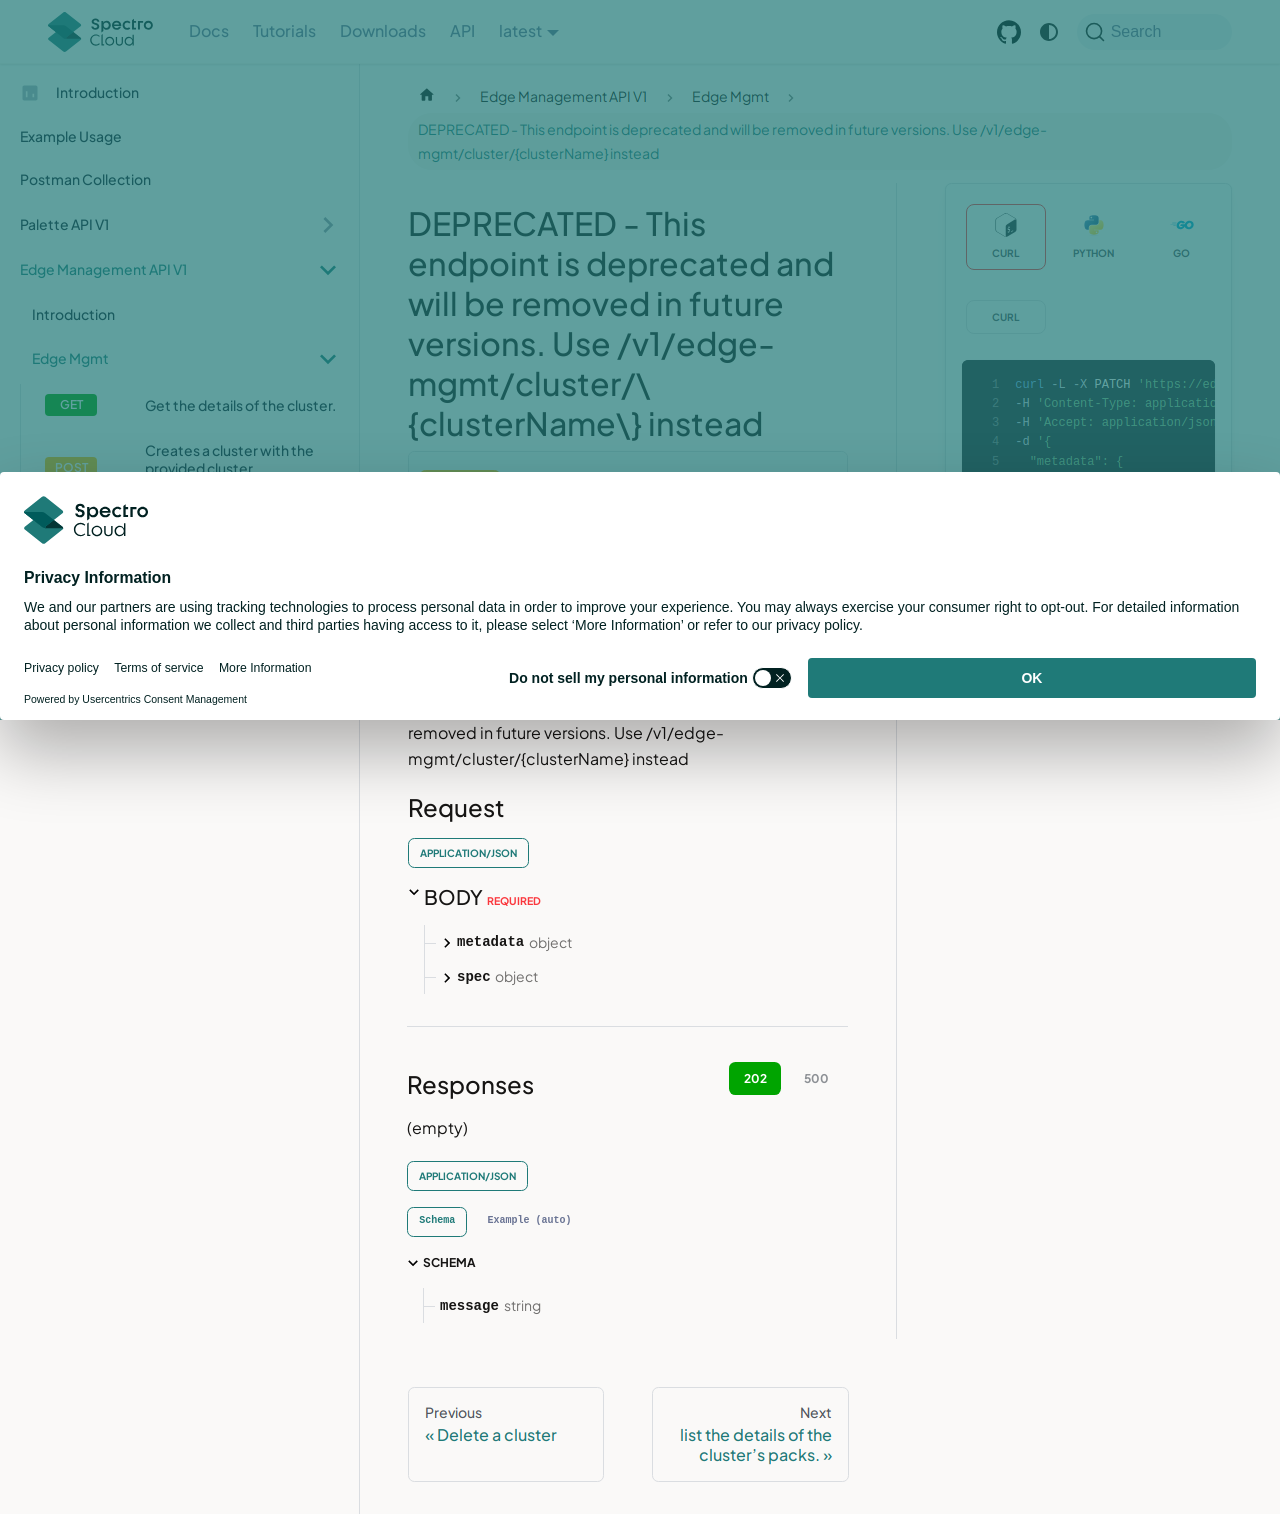 Spectro Cloud
Docs
Tutorials
Downloads
API
latest
Search
Introduction
Example Usage
Postman Collection
Palette API V1
Edge Management API V1
Introduction
Edge Mgmt
GET
Get the details of the cluster.
POST
Creates a cluster with the
provided cluster
Edge Management API V1
Edge Mgmt
DEPRECATED - This endpoint is deprecated and will be removed in future versions. Use /v1/edge-
mgmt/cluster/{clusterName} instead
DEPRECATED - This
endpoint is deprecated and
will be removed in future
versions. Use /v1/edge-
mgmt/cluster/\
{clusterName\} instead
CURL
PYTHON
GO
CURL
1 curl -L -X PATCH 'https://ed
2 -H 'Content-Type: applicatio
3 -H 'Accept: application/json
4 -d '{
5 "metadata": {
Spectro
Cloud
Privacy Information
We and our partners are using tracking technologies to process personal data in order to improve your experience. You may always exercise your consumer right to opt-out. For detailed information
about personal information we collect and third parties having access to it, please select ‘More Information’ or refer to our privacy policy.
Privacy policy
Terms of service
More Information
Powered by Usercentrics Consent Management
Do not sell my personal information
OK
removed in future versions. Use /v1/edge-
mgmt/cluster/{clusterName} instead
Request
APPLICATION/JSON
BODY REQUIRED
metadata object
spec object
Responses
202
500
(empty)
APPLICATION/JSON
Schema
Example (auto)
SCHEMA
message string
Previous
« Delete a cluster
Next
list the details of the
cluster’s packs. »